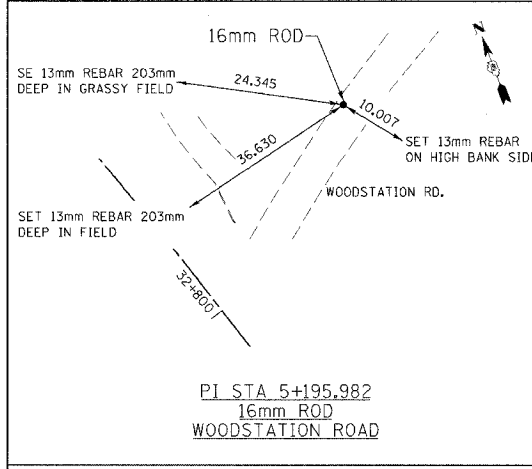 16mm ROD
N
SE 13mm REBAR 203mm
DEEP IN GRASSY FIELD
24.345
10.007
36.630
SET 13mm REBAR
ON HIGH BANK SIDE
WOODSTATION RD.
SET 13mm REBAR 203mm
DEEP IN FIELD
32+800
PI STA 5+195.982
16mm ROD
WOODSTATION ROAD